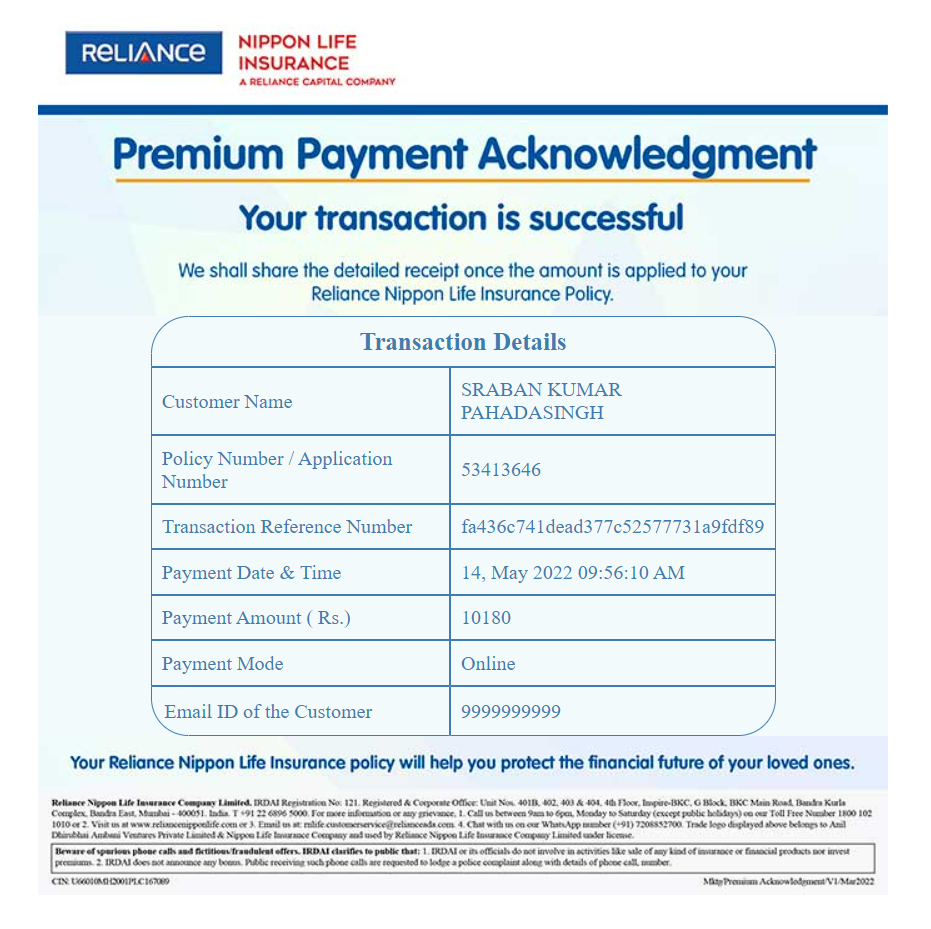 RELIANCE
NIPPON LIFE
INSURANCE
A RELIANCE CAPITAL COMPANY
Premium Payment Acknowledgment
Your transaction is successful
We shall share the detailed receipt once the amount is applied to your
Reliance Nippon Life Insurance Policy.
Transaction Details
Customer Name
SRABAN KUMAR
PAHADASINGH
Policy Number / Application
Number
53413646
Transaction Reference Number
fa436c741dead377c52577731a9fdf89
Payment Date & Time
14, May 2022 09:56:10 AM
Payment Amount ( Rs.)
10180
Payment Mode
Online
Email ID of the Customer
9999999999
Your Reliance Nippon Life Insurance policy will help you protect the financial future of your loved ones.
Reliance Nippon Life Insurance Company Limited. IRDAI Registration No: 121. Registered & Corporate Office: Unit Nos. 401B, 402, 403 & 404, 4th Floor, Inspire-BKC, G Block, BKC Main Road, Bandra Kurla
Complex, Bandra East, Mumbai - 400051. India. T +91 22 6896 5000. For more information or any grievance, 1. Call us between 9am to 6pm, Monday to Saturday (except public holidays) on our Toll Free Number 1800 102
1010 or 2. Visit us at www.reliancenipponlife.com or 3. Email us at: rnlife.customerservice@relianceada.com. 4. Chat with us on our WhatsApp number (+91) 7208852700. Trade logo displayed above belongs to Anil
Dhirubhai Ambani Ventures Private Limited & Nippon Life Insurance Company and used by Reliance Nippon Life Insurance Company Limited under license.
Beware of spurious phone calls and fictitious/fraudulent offers. IRDAI clarifies to public that: 1. IRDAI or its officials do not involve in activities like sale of any kind of insurance or financial products nor invest
premiums. 2. IRDAI does not announce any bonus. Public receiving such phone calls are requested to lodge a police complaint along with details of phone call, number.
CIN: U66010MH2001PLC167089
Mktg/Premium Acknowledgment/V1/Mar2022